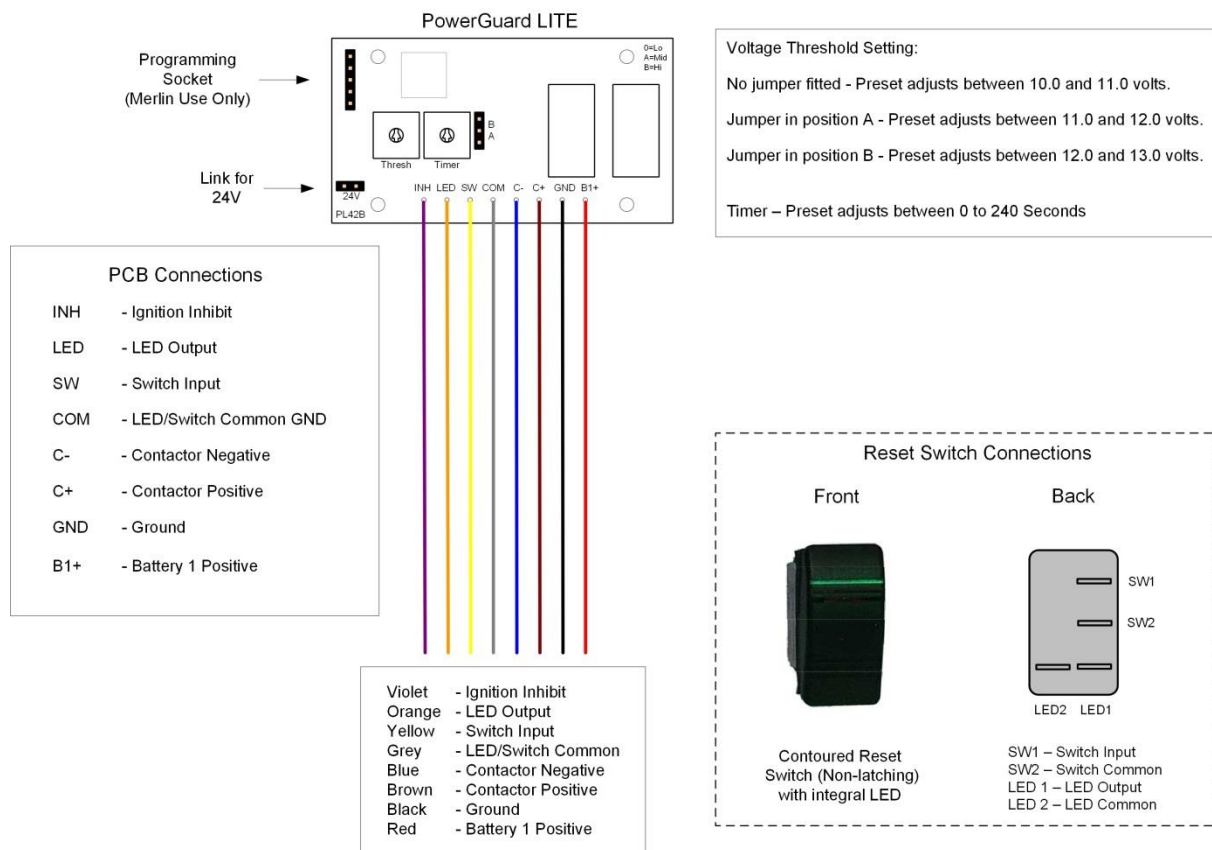 PowerGuard LITE
Programming
Socket
(Merlin Use Only)
Link for
24V
0=Lo
A=Mid
B=Hi
B
A
Thresh
Timer
24V
PL42B
INH LED SW COM C- C+ GND B1+
Voltage Threshold Setting:
No jumper fitted - Preset adjusts between 10.0 and 11.0 volts.
Jumper in position A - Preset adjusts between 11.0 and 12.0 volts.
Jumper in position B - Preset adjusts between 12.0 and 13.0 volts.
Timer – Preset adjusts between 0 to 240 Seconds
PCB Connections
INH - Ignition Inhibit
LED - LED Output
SW - Switch Input
COM - LED/Switch Common GND
C- - Contactor Negative
C+ - Contactor Positive
GND - Ground
B1+ - Battery 1 Positive
Violet - Ignition Inhibit
Orange - LED Output
Yellow - Switch Input
Grey - LED/Switch Common
Blue - Contactor Negative
Brown - Contactor Positive
Black - Ground
Red - Battery 1 Positive
Reset Switch Connections
Front
Back
SW1
SW2
LED2 LED1
Contoured Reset
Switch (Non-latching)
with integral LED
SW1 – Switch Input
SW2 – Switch Common
LED 1 – LED Output
LED 2 – LED Common